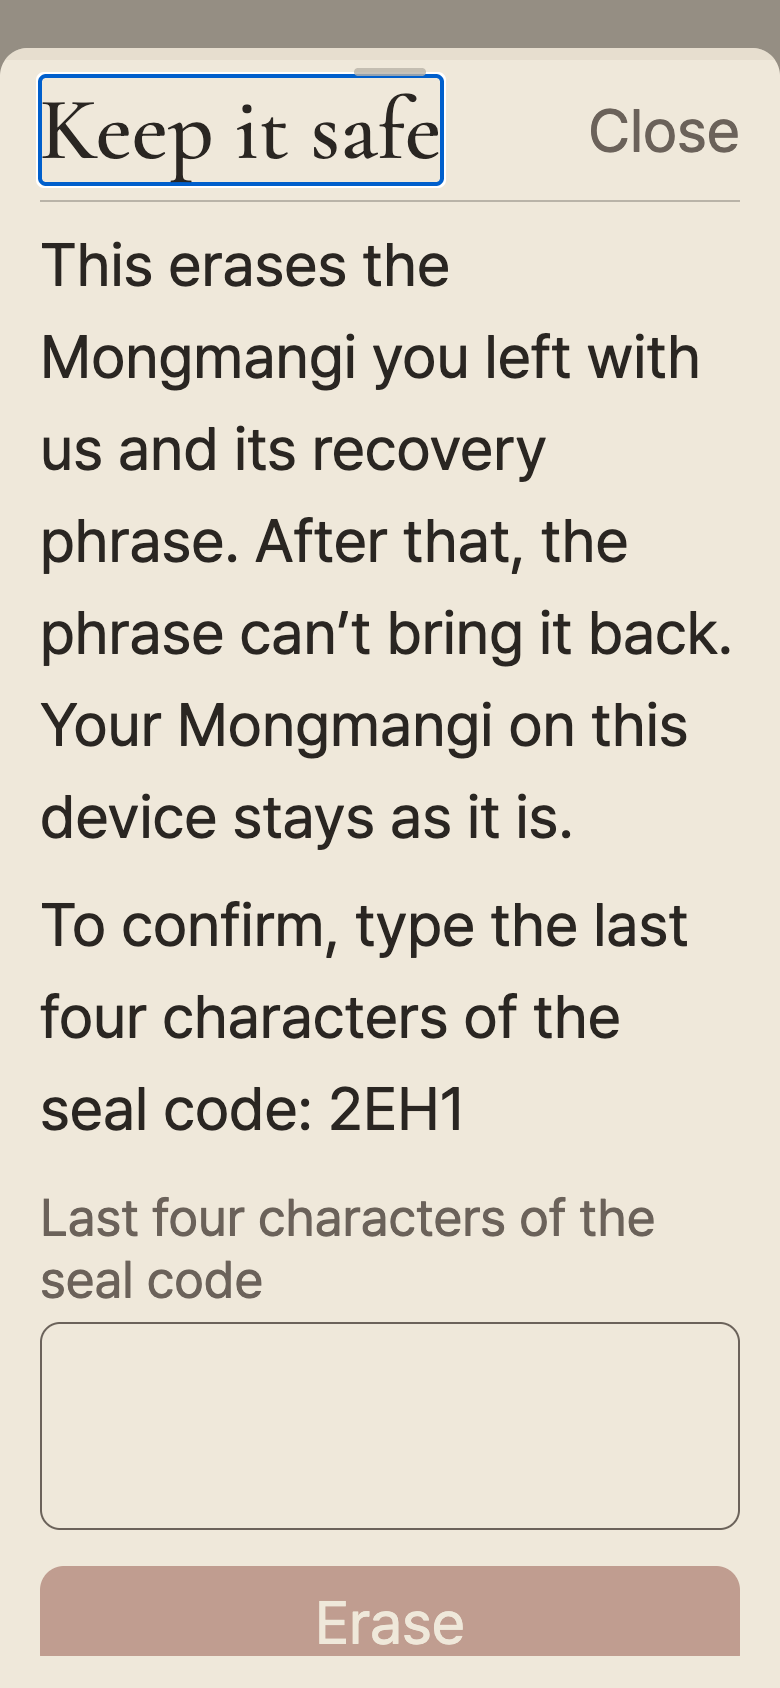 Keep it safe
Close
This erases the
Mongmangi you left with
us and its recovery
phrase. After that, the
phrase can’t bring it back.
Your Mongmangi on this
device stays as it is.
To confirm, type the last
four characters of the
seal code: 2EH1
Last four characters of the
seal code
Erase